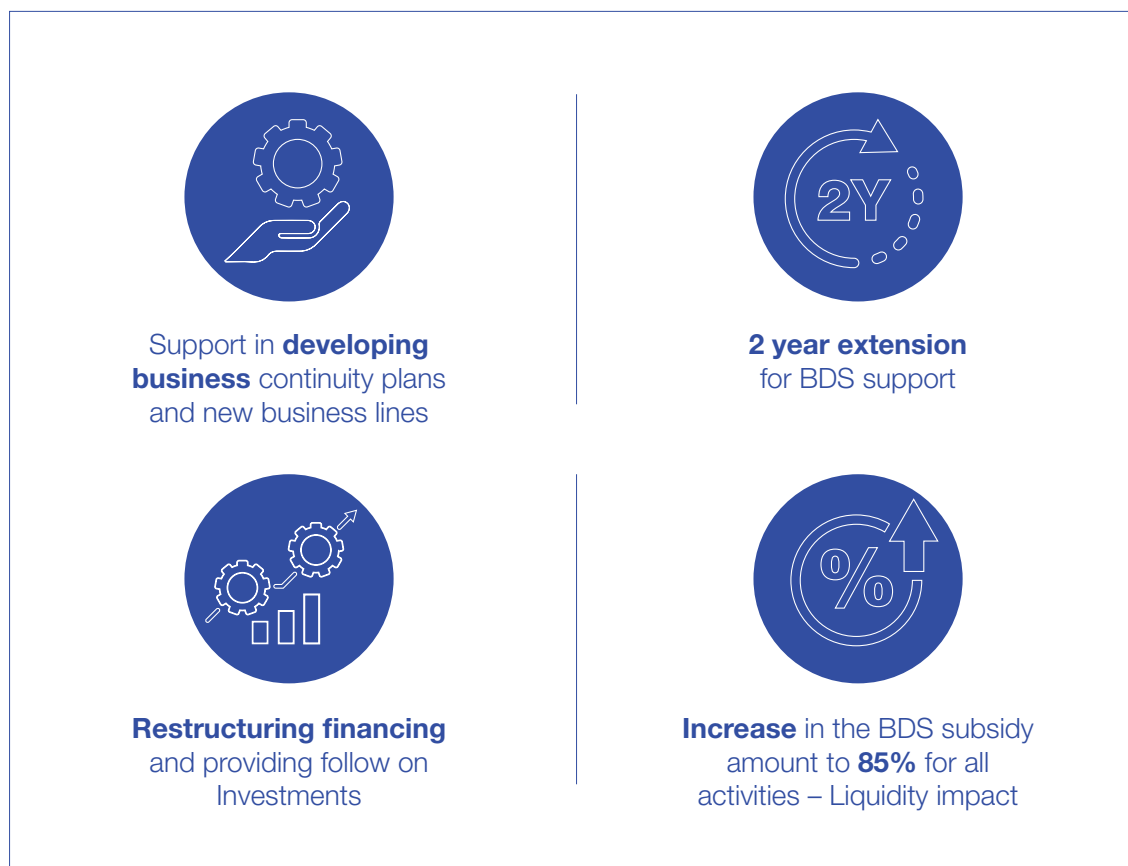 Support in developing
business continuity plans
and new business lines
2Y
2 year extension
for BDS support
Restructuring financing
and providing follow on
Investments
%
Increase in the BDS subsidy
amount to 85% for all
activities – Liquidity impact